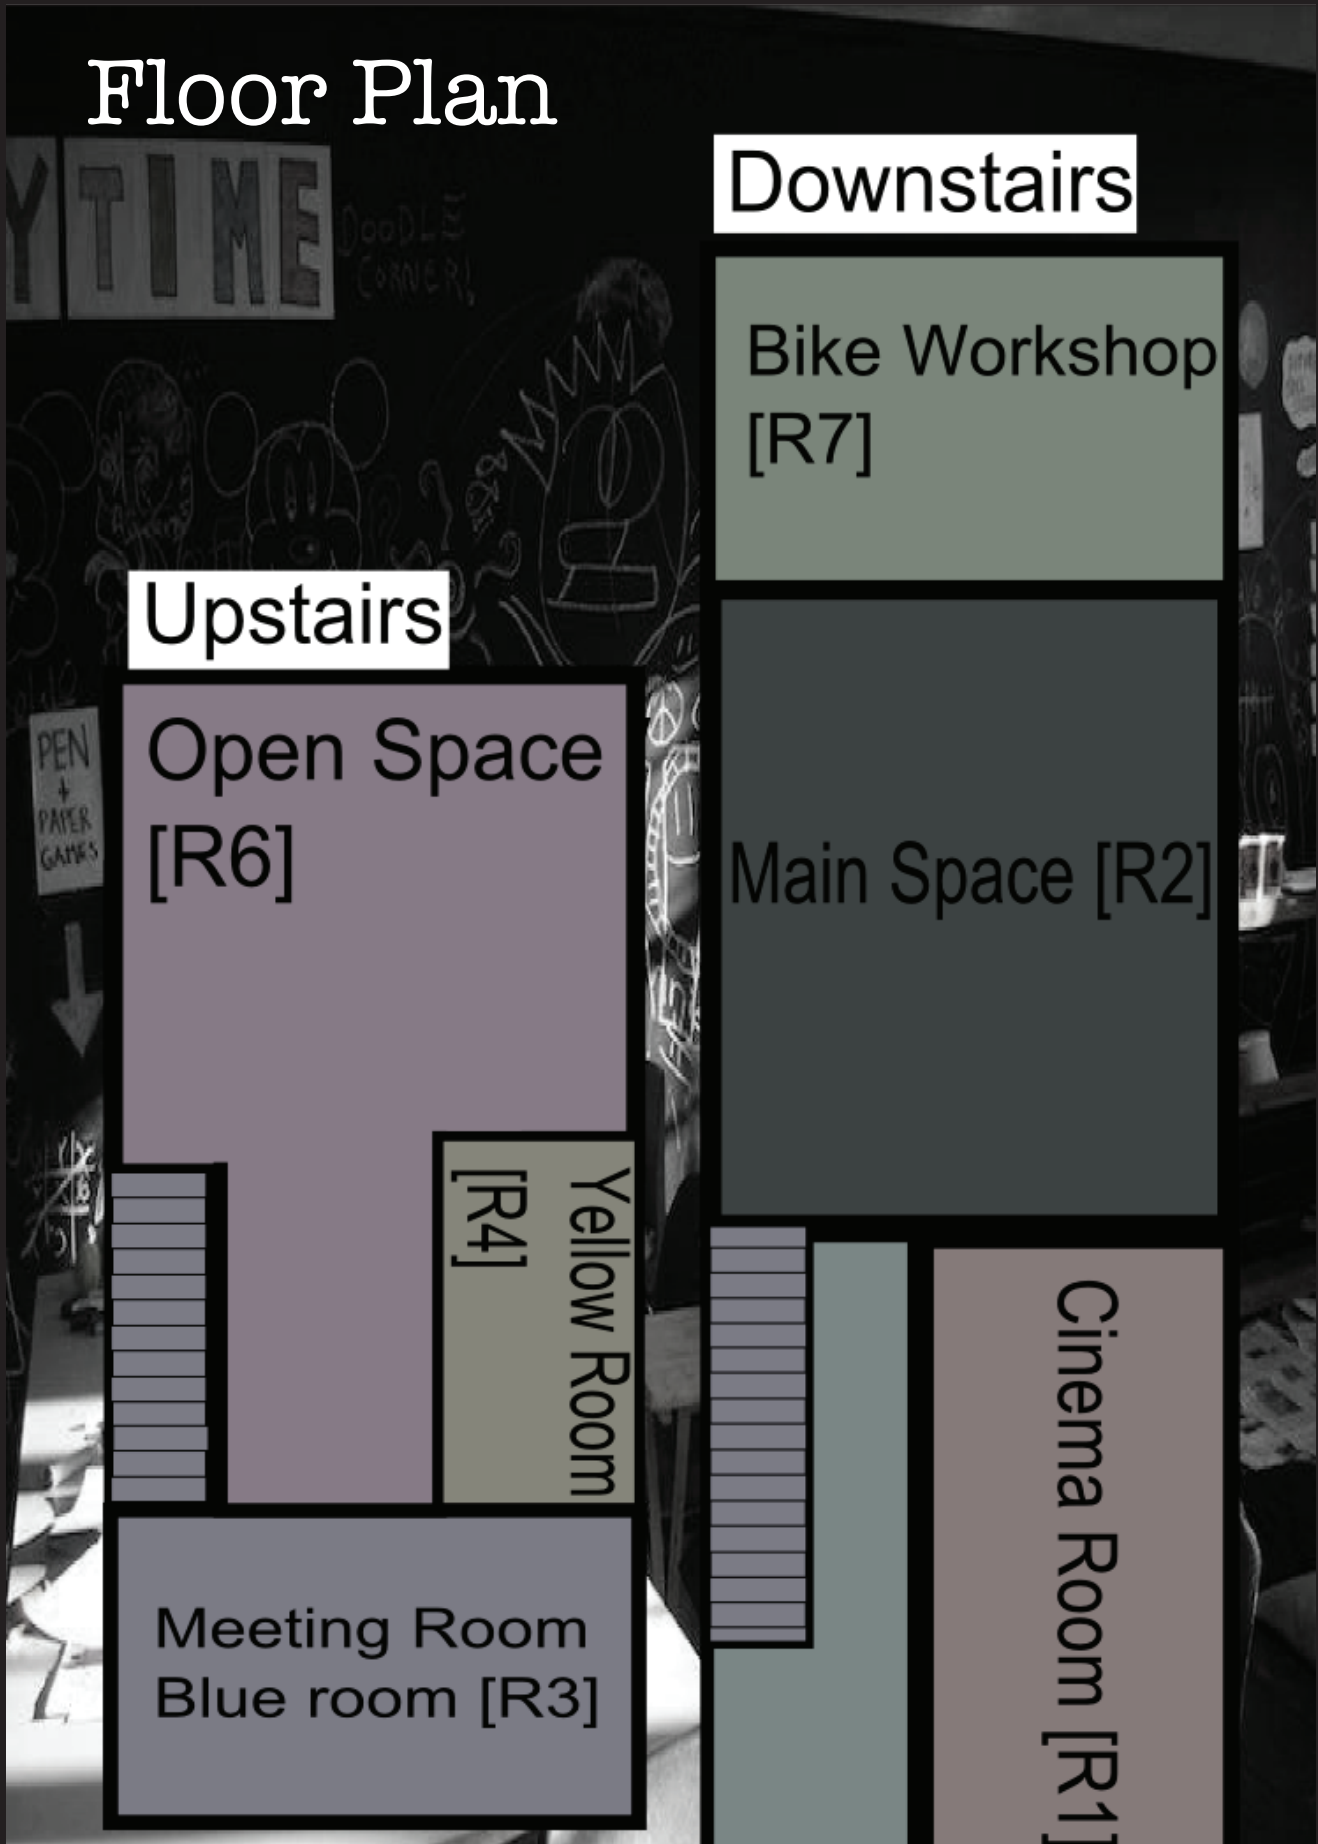 Floor Plan
Y TIME
DOODLE
CORNER!
Downstairs
Bike Workshop
[R7]
Main Space [R2]
Cinema Room [R1]
Upstairs
Open Space
[R6]
Yellow Room
[R4]
Meeting Room
Blue room [R3]
PEN
+
PAPER
GAMES